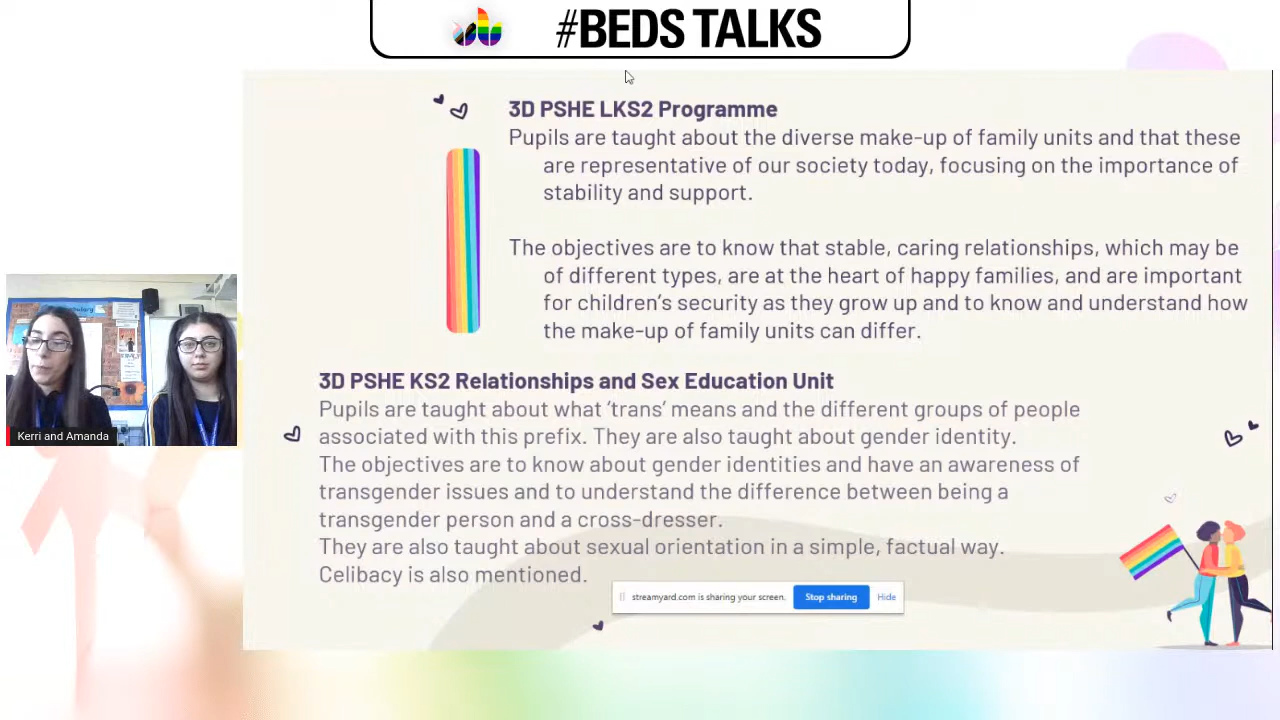 #BEDS TALKS
3D PSHE LKS2 Programme
Pupils are taught about the diverse make-up of family units and that these
are representative of our society today, focusing on the importance of
stability and support.
The objectives are to know that stable, caring relationships, which may be
of different types, are at the heart of happy families, and are important
for children's security as they grow up and to know and understand how
the make-up of family units can differ.
3D PSHE KS2 Relationships and Sex Education Unit
Pupils are taught about what ‘trans’ means and the different groups of people
associated with this prefix. They are also taught about gender identity.
The objectives are to know about gender identities and have an awareness of
transgender issues and to understand the difference between being a
transgender person and a cross-dresser.
They are also taught about sexual orientation in a simple, factual way.
Celibacy is also mentioned.
Kerri and Amanda
streamyard.com is sharing your screen.
Stop sharing
Hide